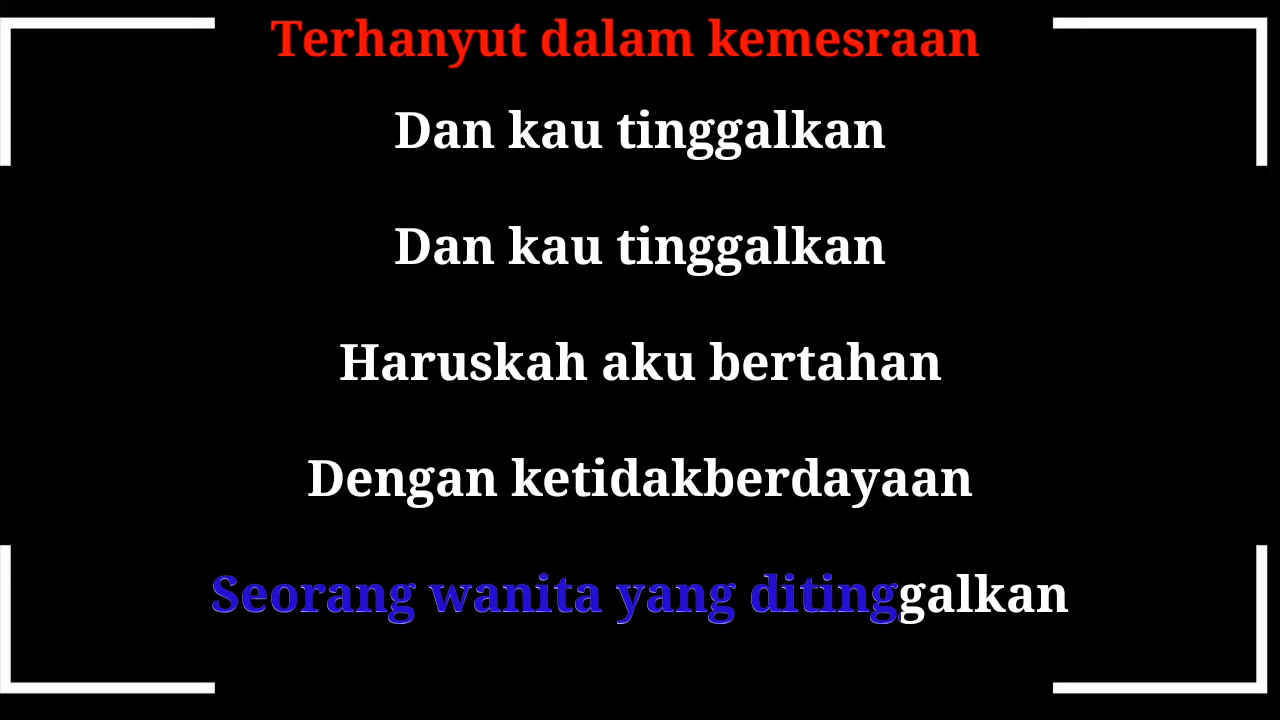 Terhanyut dalam kemesraan
Dan kau tinggalkan
Dan kau tinggalkan
Haruskah aku bertahan
Dengan ketidakberdayaan
Seorang wanita yang ditinggalkan